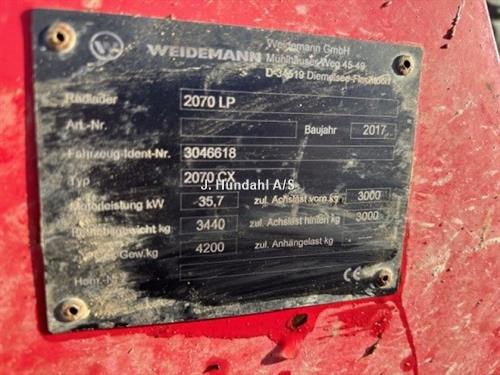 WEIDEMANN
Weidemann GmbH
Mühlhäuser Weg 45-49
D-34519 Diemelsee-Flechtdorf
Radlader 2070 LP
Art.-Nr. Baujahr 2017
Fahrzeug-Ident-Nr. 3046618
Typ 2070 CX
J. Hundahl A/S
Motorleistung kW -35,7 zul. Achslast vorn kg 3000
Betriebsgewicht kg 3440 zul. Achslast hinten kg 3000
Gew.kg 4200 zul. Anhängelast kg
CE